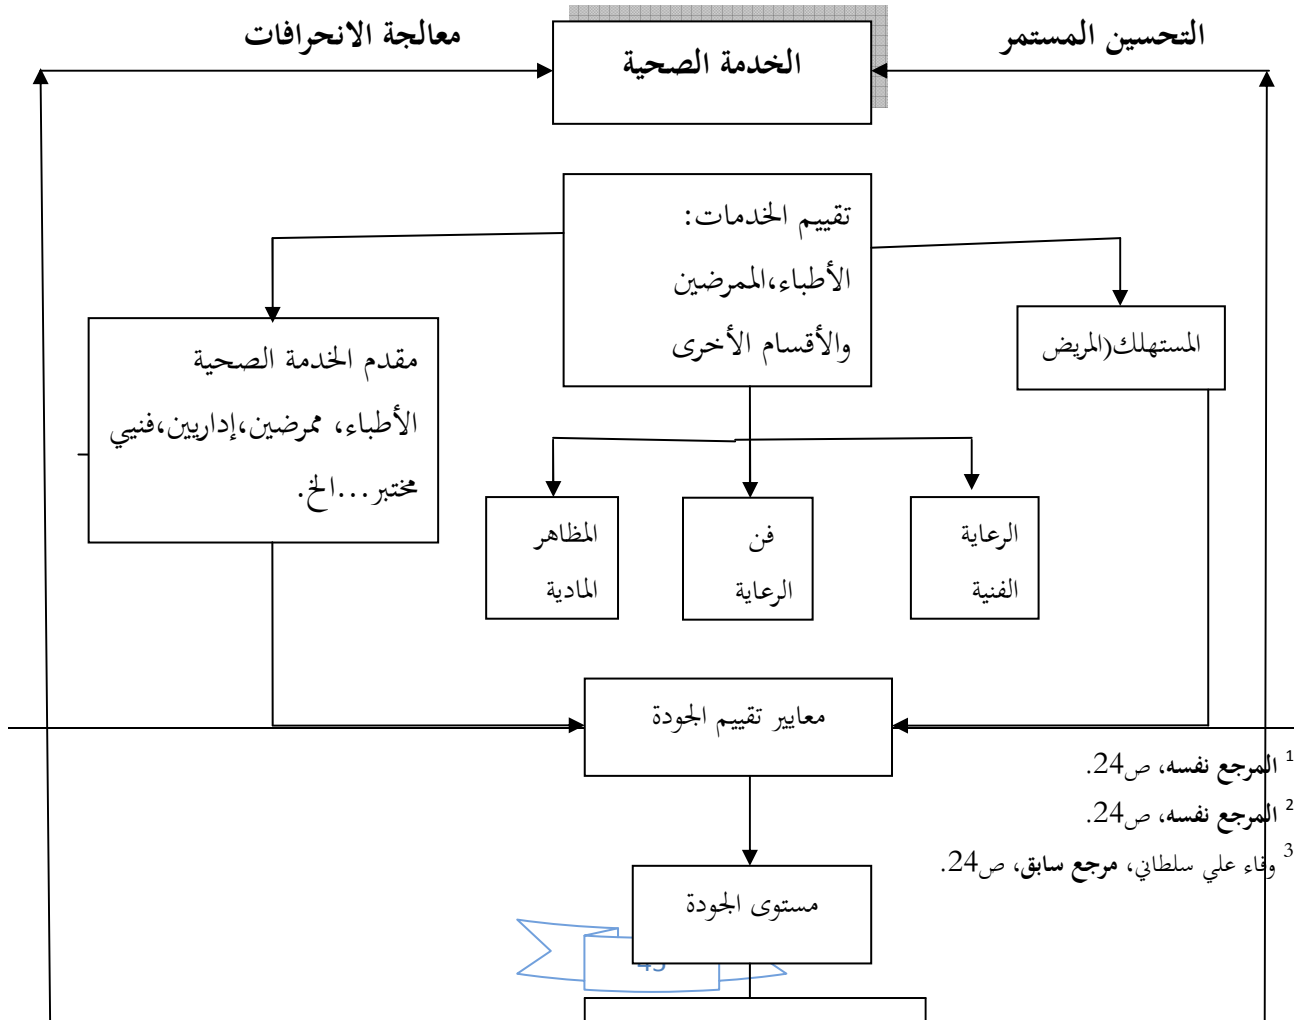 التحسين المستمر
معالجة الانحرافات
الخدمة الصحية
تقييم الخدمات:
الأطباء،الممرضين
والأقسام الأخرى
المستهلك(المريض
مقدم الخدمة الصحية
الأطباء، ممرضين،إداريين،فنيي
مختبر...الخ.
الرعاية
الفنية
فن
الرعاية
المظاهر
المادية
معايير تقييم الجودة
مستوى الجودة
1 المرجع نفسه، ص24.
2 المرجع نفسه، ص24.
3 وفاء علي سلطاني، مرجع سابق، ص24.